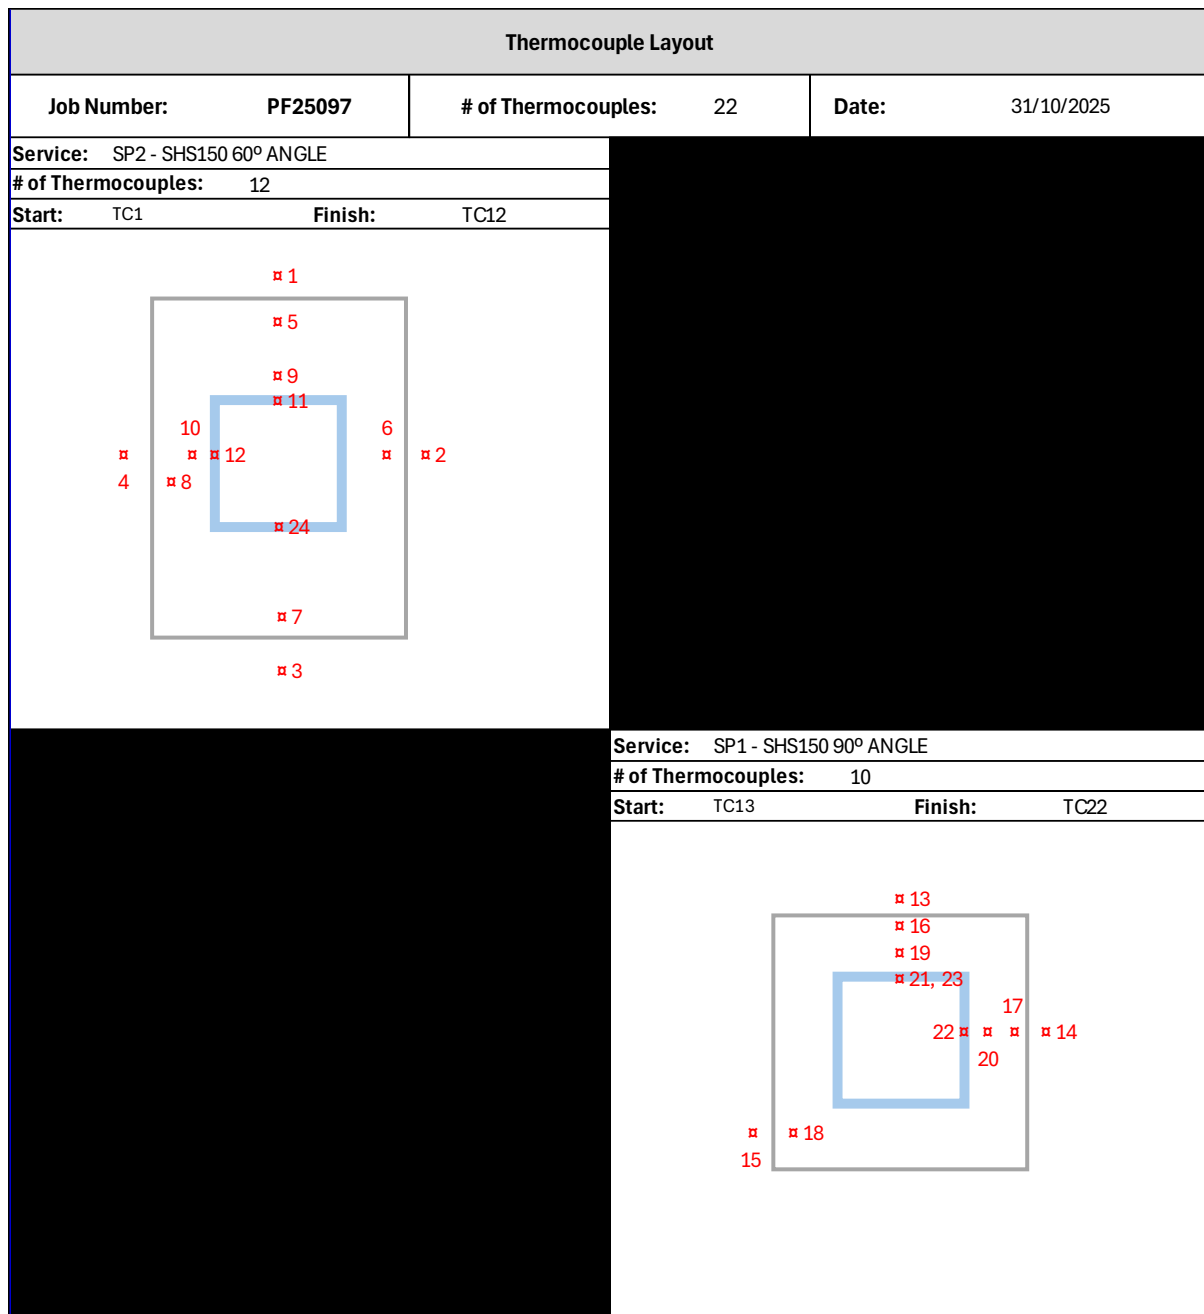 Thermocouple Layout
Job Number: PF25097 # of Thermocouples: 22 Date: 31/10/2025
Service: SP2 - SHS150 60º ANGLE
# of Thermocouples: 12
Start: TC1 Finish: TC12
¤ 1
¤ 5
¤ 9
¤ 11
10 6
¤ ¤ ¤ 12 ¤ ¤ 2
4 ¤ 8
¤ 24
¤ 7
¤ 3
Service: SP1 - SHS150 90º ANGLE
# of Thermocouples: 10
Start: TC13 Finish: TC22
¤ 13
¤ 16
¤ 19
¤ 21, 23
17
22 ¤ ¤ ¤ ¤ 14
20
¤ ¤ 18
15